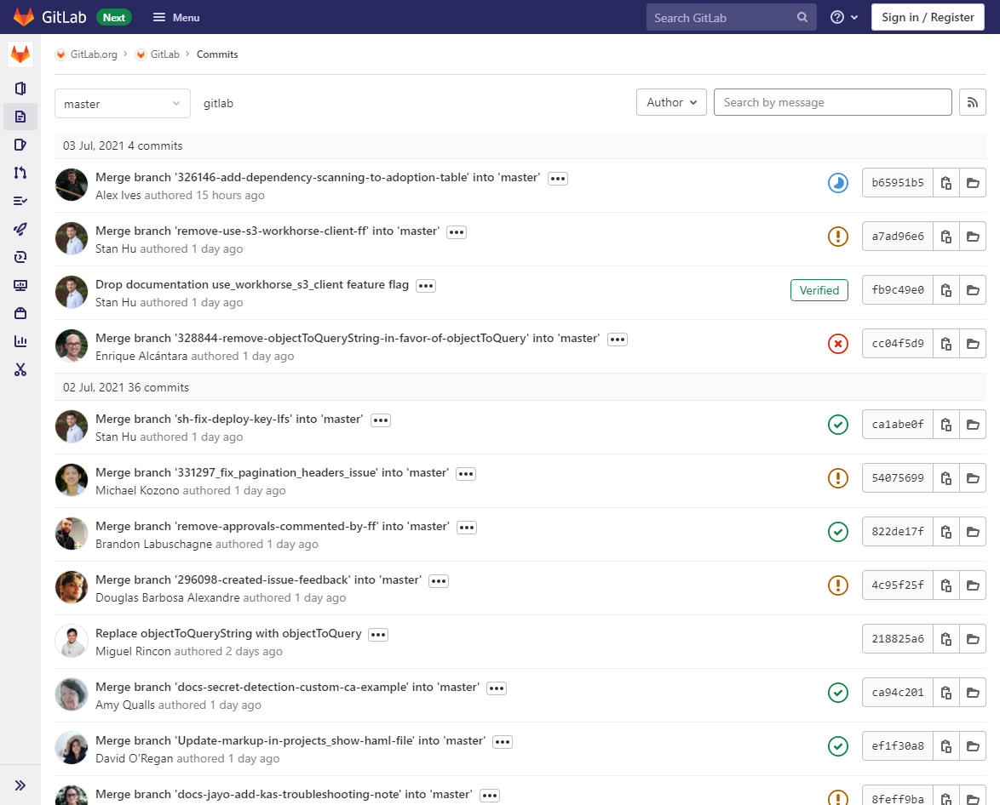 GitLab Next Menu Search GitLab Sign in / Register
GitLab.org > GitLab > Commits
master gitlab Author Search by message
03 Jul, 2021 4 commits
Merge branch '326146-add-dependency-scanning-to-adoption-table' into 'master'
Alex Ives authored 15 hours ago
b65951b5
Merge branch 'remove-use-s3-workhorse-client-ff' into 'master'
Stan Hu authored 1 day ago
a7ad96e6
Drop documentation use_workhorse_s3_client feature flag
Stan Hu authored 1 day ago
Verified fb9c49e0
Merge branch '328844-remove-objectToQueryString-in-favor-of-objectToQuery' into 'master'
Enrique Alcántara authored 1 day ago
cc04f5d9
02 Jul, 2021 36 commits
Merge branch 'sh-fix-deploy-key-lfs' into 'master'
Stan Hu authored 1 day ago
ca1abe0f
Merge branch '331297_fix_pagination_headers_issue' into 'master'
Michael Kozono authored 1 day ago
54075699
Merge branch 'remove-approvals-commented-by-ff' into 'master'
Brandon Labuschagne authored 1 day ago
822de17f
Merge branch '296098-created-issue-feedback' into 'master'
Douglas Barbosa Alexandre authored 1 day ago
4c95f25f
Replace objectToQueryString with objectToQuery
Miguel Rincon authored 2 days ago
218825a6
Merge branch 'docs-secret-detection-custom-ca-example' into 'master'
Amy Qualls authored 1 day ago
ca94c201
Merge branch 'Update-markup-in-projects_show-haml-file' into 'master'
David O'Regan authored 1 day ago
ef1f30a8
Merge branch 'docs-jayo-add-kas-troubleshooting-note' into 'master'
8feff9ba